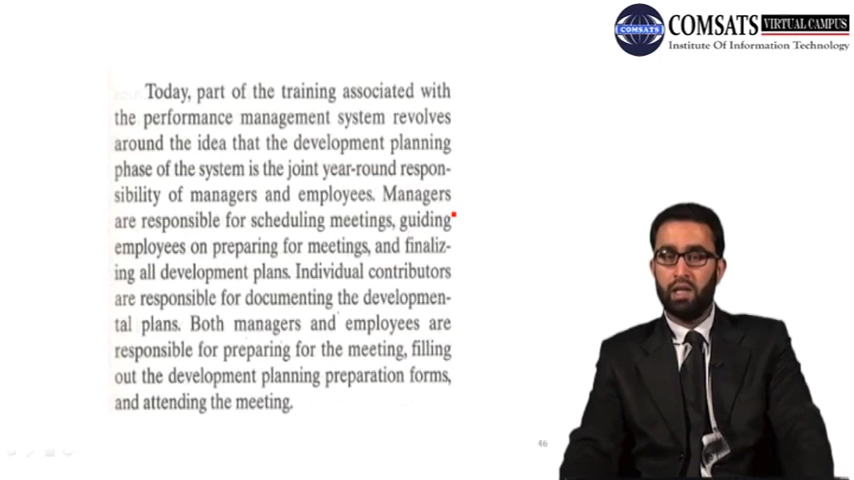 COMSATS VIRTUAL CAMPUS
COMSATS
Institute Of Information Technology
Today, part of the training associated with
the performance management system revolves
around the idea that the development planning
phase of the system is the joint year-round respon-
sibility of managers and employees. Managers
are responsible for scheduling meetings, guiding
employees on preparing for meetings, and finaliz-
ing all development plans. Individual contributors
are responsible for documenting the developmen-
tal plans. Both managers and employees are
responsible for preparing for the meeting, filling
out the development planning preparation forms,
and attending the meeting.
46